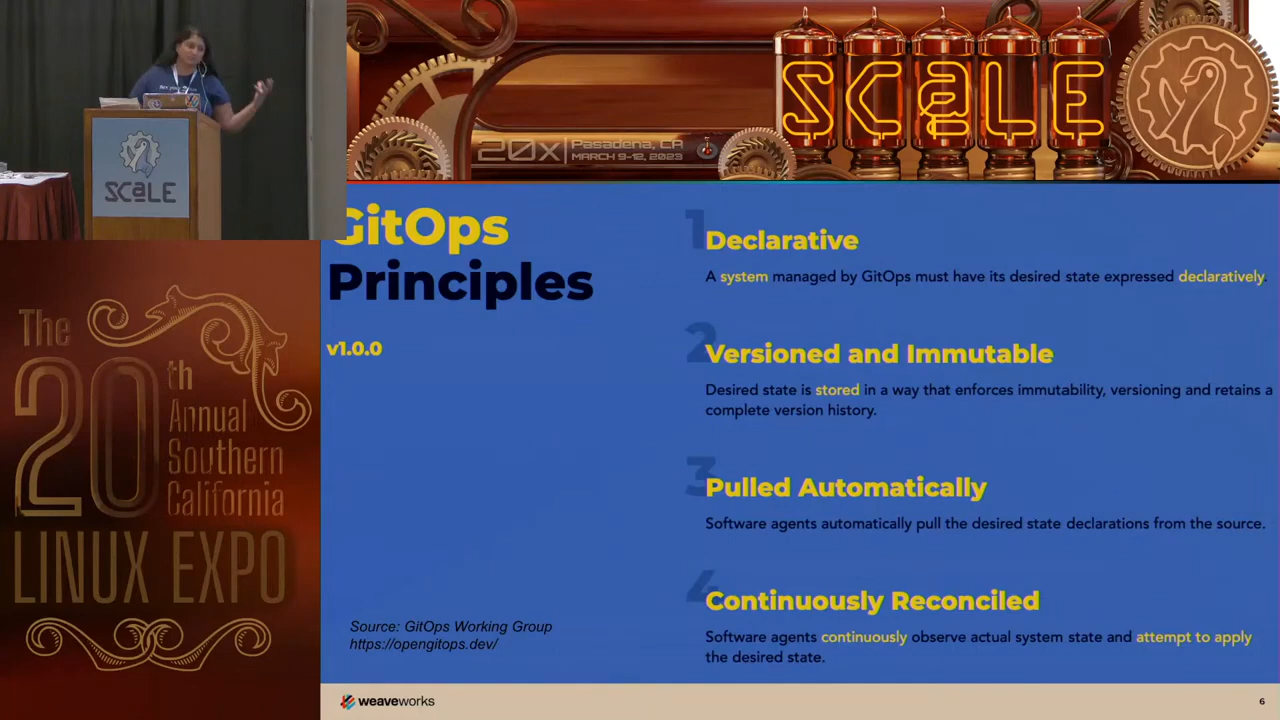 SCaLE
20x
Pasadena, CA
MARCH 9-12, 2023
SCaLE
The
20th
Annual
Southern
California
LINUX EXPO
GitOps
Principles
v1.0.0
Source: GitOps Working Group
https://opengitops.dev/
1
Declarative
A system managed by GitOps must have its desired state expressed declaratively.
2
Versioned and Immutable
Desired state is stored in a way that enforces immutability, versioning and retains a
complete version history.
3
Pulled Automatically
Software agents automatically pull the desired state declarations from the source.
4
Continuously Reconciled
Software agents continuously observe actual system state and attempt to apply
the desired state.
weaveworks
6